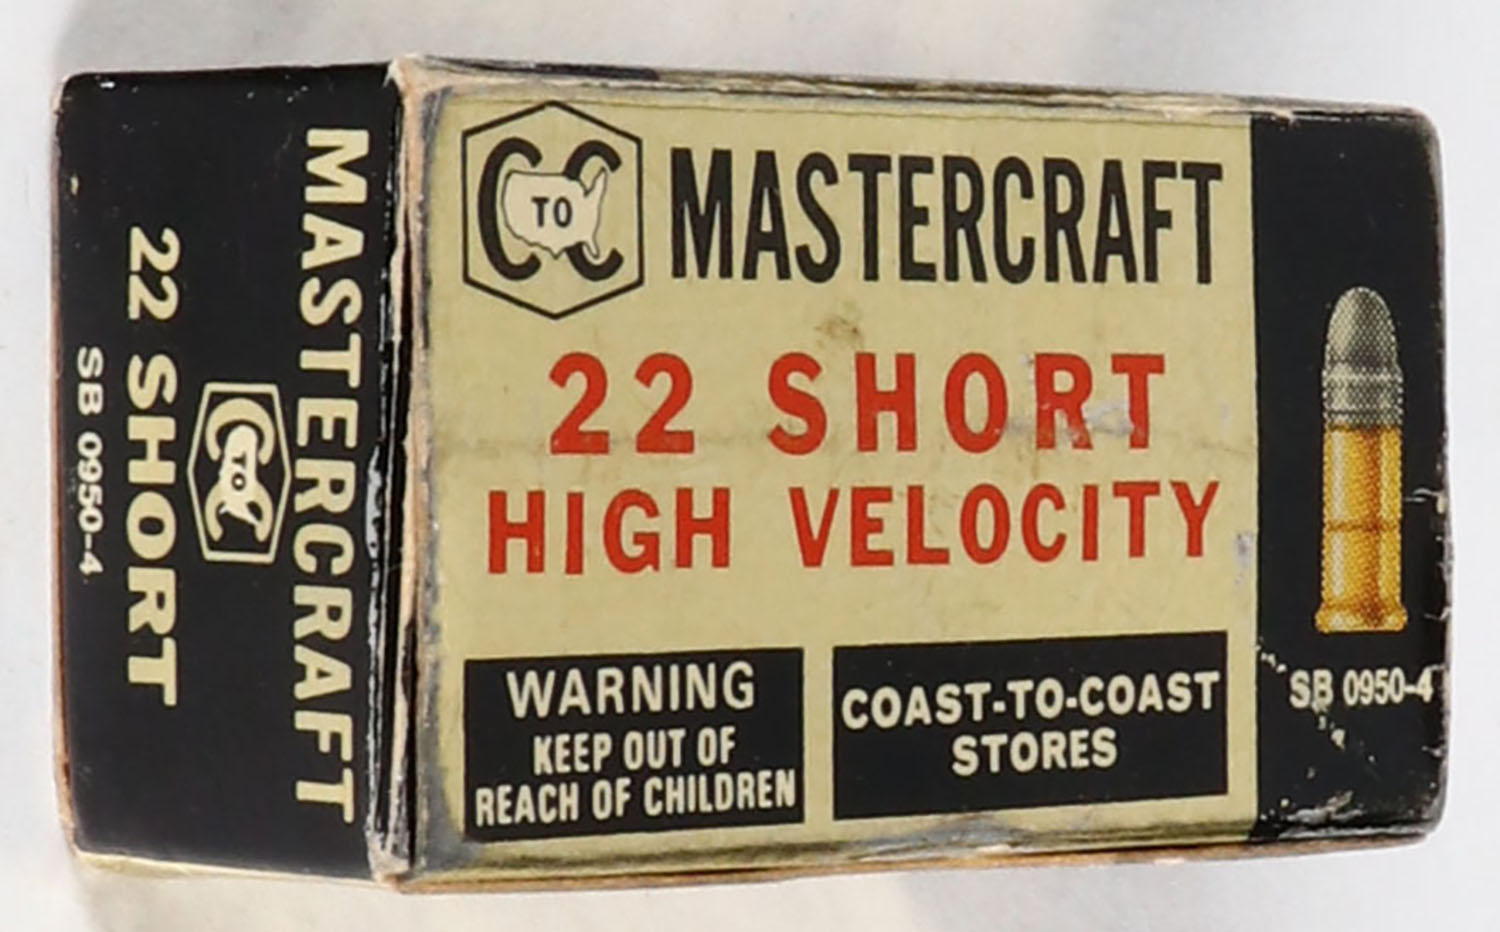 MASTERCRAFT
C TO C
22 SHORT
SB 0950-4
C TO C
MASTERCRAFT
22 SHORT
HIGH VELOCITY
WARNING
KEEP OUT OF
REACH OF CHILDREN
COAST-TO-COAST
STORES
SB 0950-4